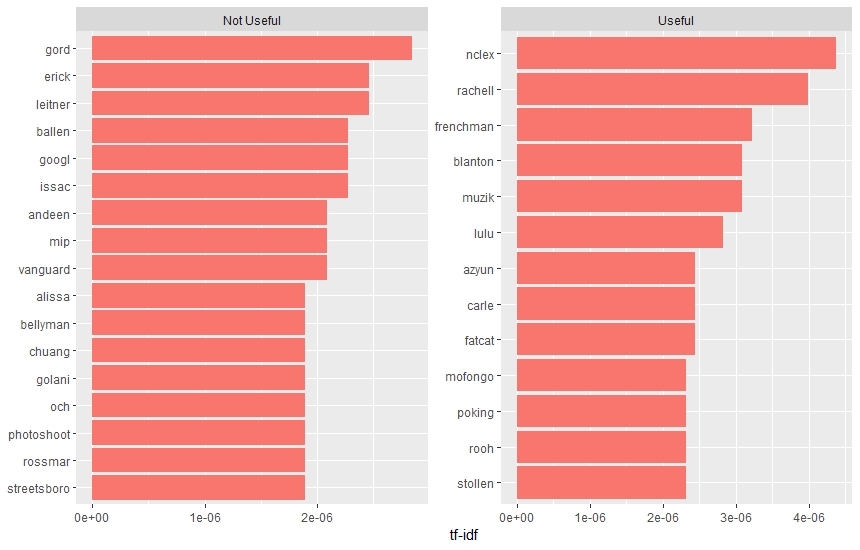 Not Useful
gord
erick
leitner
ballen
googl
issac
andeen
mip
vanguard
alissa
bellyman
chuang
golani
och
photoshoot
rossmar
streetsboro
0e+00 1e-06 2e-06
Useful
nclex
rachell
frenchman
blanton
muzik
lulu
azyun
carle
fatcat
mofongo
poking
rooh
stollen
0e+00 1e-06 2e-06 3e-06 4e-06
tf-idf